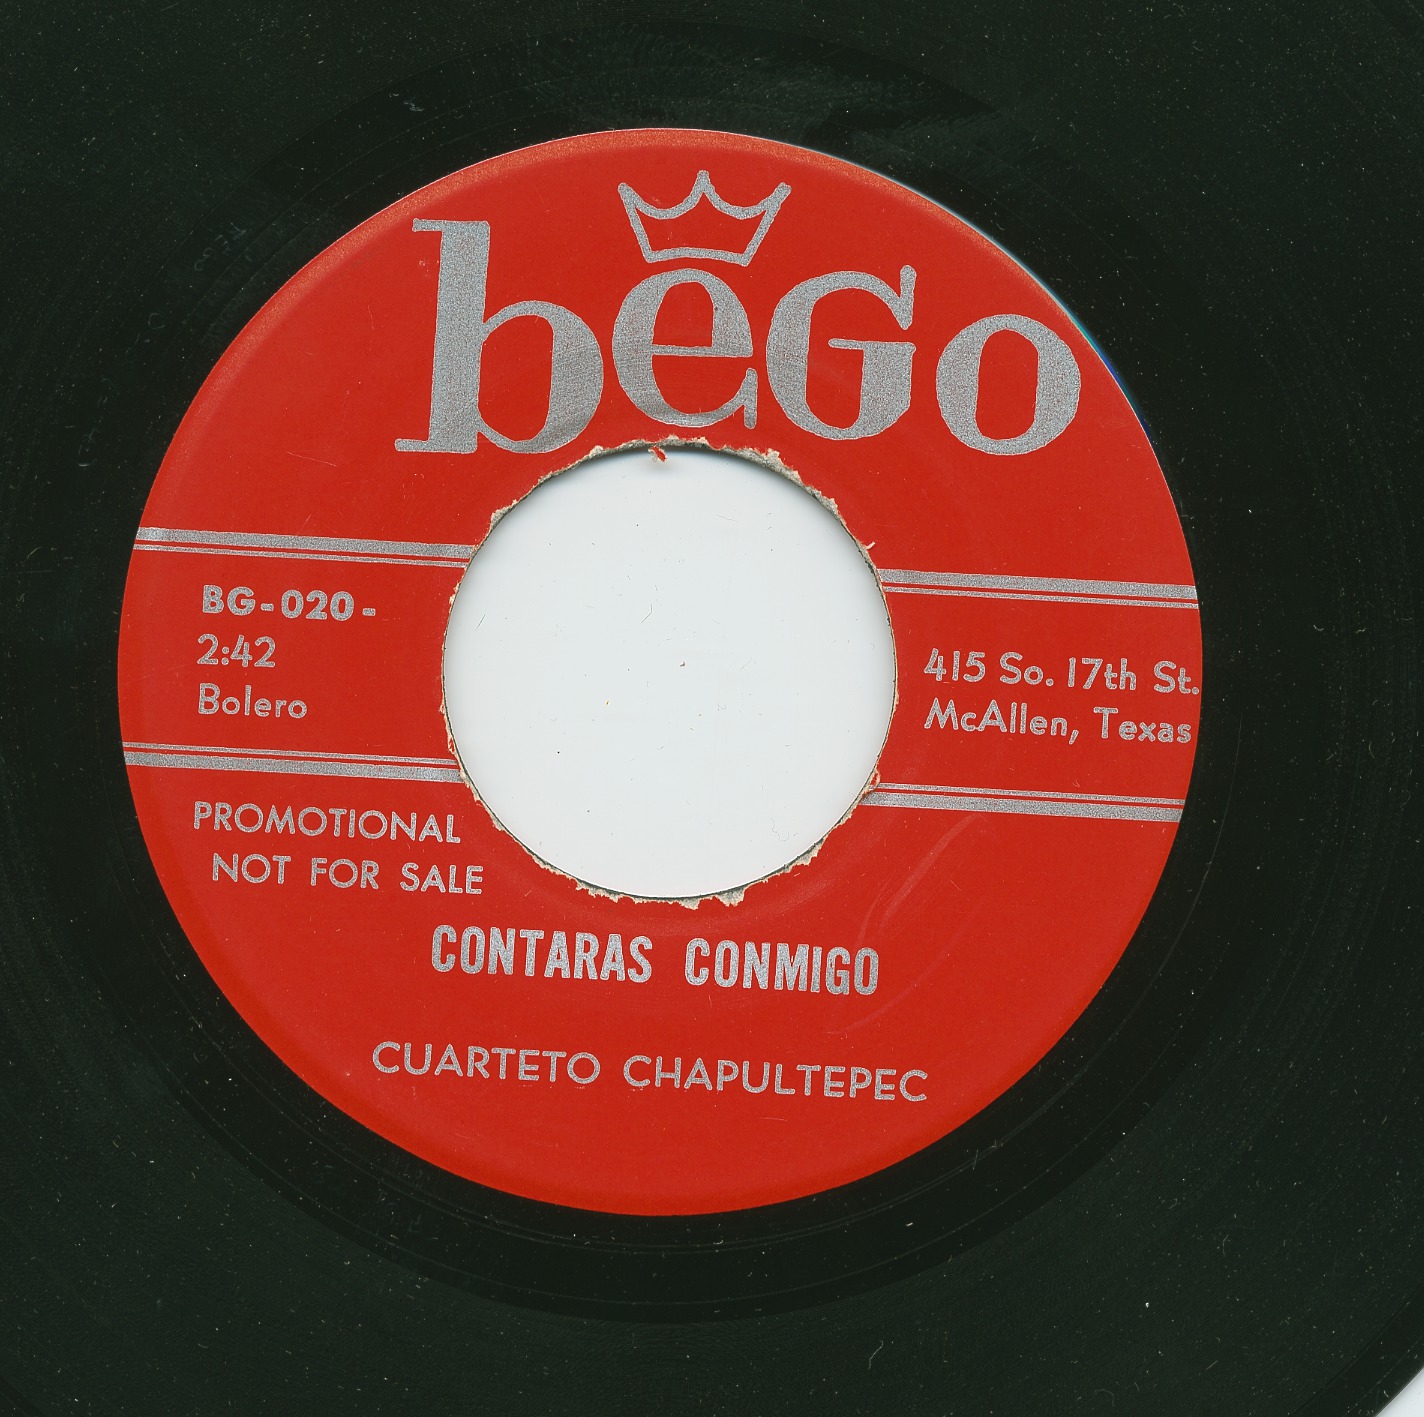 bēGo
BG-020-
2:42
Bolero
415 So. 17th St.
McAllen, Texas
PROMOTIONAL
NOT FOR SALE
CONTARAS CONMIGO
CUARTETO CHAPULTEPEC